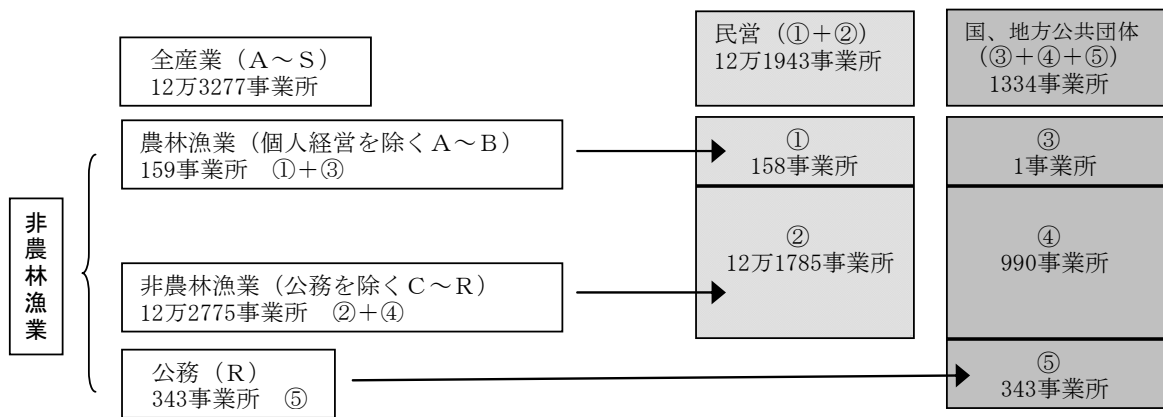 全産業（Ａ～Ｓ）
12万3277事業所
民営（①＋②）
12万1943事業所
国、地方公共団体
（③＋④＋⑤）
1334事業所
農林漁業（個人経営を除くＡ～Ｂ）
159事業所　①＋③
①
158事業所
③
1事業所
非農林漁業
②
12万1785事業所
④
990事業所
非農林漁業（公務を除くＣ～Ｒ）
12万2775事業所　②＋④
公務（Ｒ）
343事業所　⑤
⑤
343事業所